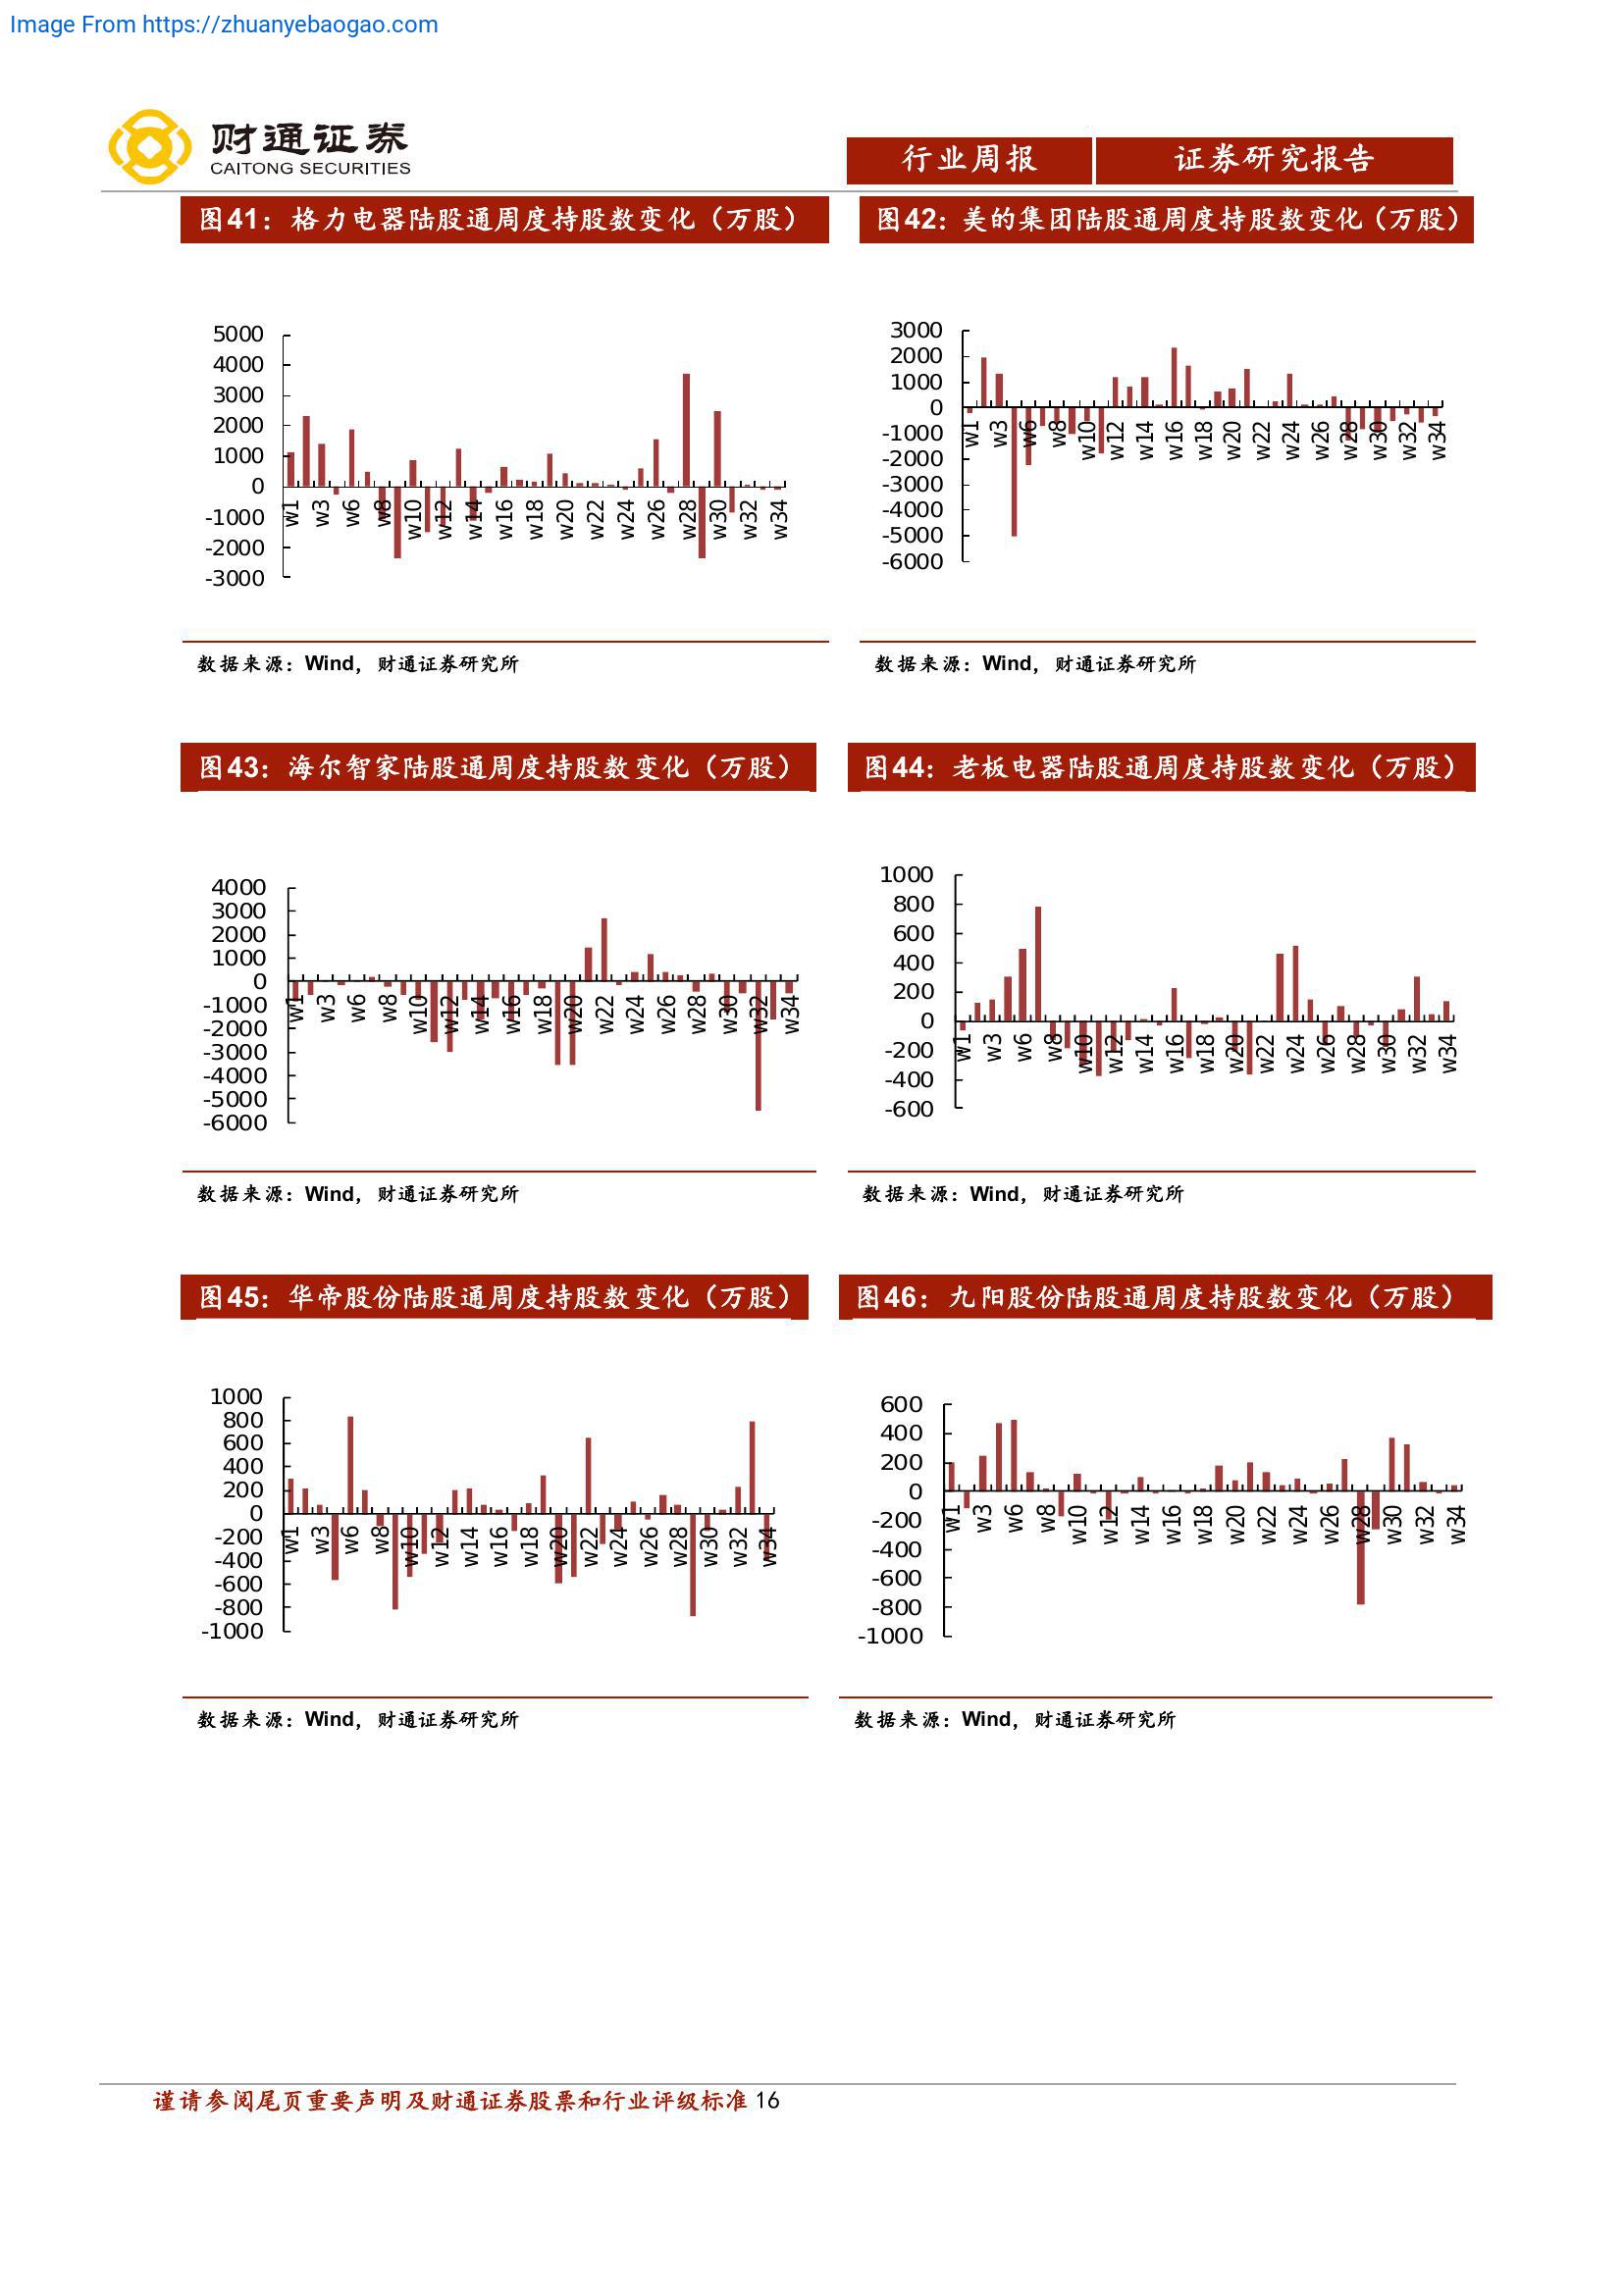 Image From https://zhuanyebaogao.com
财通证券
CAITONG SECURITIES
行业周报
证券研究报告
图41：格力电器陆股通周度持股数变化（万股）
图42：美的集团陆股通周度持股数变化（万股）
5000
4000
3000
2000
1000
0
-1000
-2000
-3000
w1 w3 w6 w8 w10 w12 w14 w16 w18 w20 w22 w24 w26 w28 w30 w32 w34
3000
2000
1000
0
-1000
-2000
-3000
-4000
-5000
-6000
w1 w3 w6 w8 w10 w12 w14 w16 w18 w20 w22 w24 w26 w28 w30 w32 w34
数据来源：Wind，财通证券研究所
数据来源：Wind，财通证券研究所
图43：海尔智家陆股通周度持股数变化（万股）
图44：老板电器陆股通周度持股数变化（万股）
4000
3000
2000
1000
0
-1000
-2000
-3000
-4000
-5000
-6000
w1 w3 w6 w8 w10 w12 w14 w16 w18 w20 w22 w24 w26 w28 w30 w32 w34
1000
800
600
400
200
0
-200
-400
-600
w1 w3 w6 w8 w10 w12 w14 w16 w18 w20 w22 w24 w26 w28 w30 w32 w34
数据来源：Wind，财通证券研究所
数据来源：Wind，财通证券研究所
图45：华帝股份陆股通周度持股数变化（万股）
图46：九阳股份陆股通周度持股数变化（万股）
1000
800
600
400
200
0
-200
-400
-600
-800
-1000
w1 w3 w6 w8 w10 w12 w14 w16 w18 w20 w22 w24 w26 w28 w30 w32 w34
600
400
200
0
-200
-400
-600
-800
-1000
w1 w3 w6 w8 w10 w12 w14 w16 w18 w20 w22 w24 w26 w28 w30 w32 w34
数据来源：Wind，财通证券研究所
数据来源：Wind，财通证券研究所
谨请参阅尾页重要声明及财通证券股票和行业评级标准 16